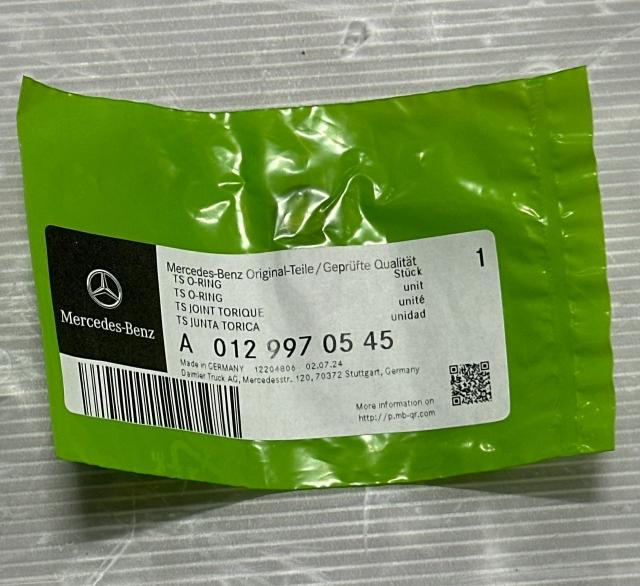 Mercedes-Benz
Mercedes-Benz Original-Teile/Geprüfte Qualität
1
TS O-RING Stück
TS O-RING unit
TS JOINT TORIQUE unité
TS JUNTA TORICA unidad
A 012 997 05 45
Made in GERMANY 12204806 02.07.24
Daimler Truck AG, Mercedesstr. 120, 70372 Stuttgart, Germany
More information on
http://p.mb-qr.com